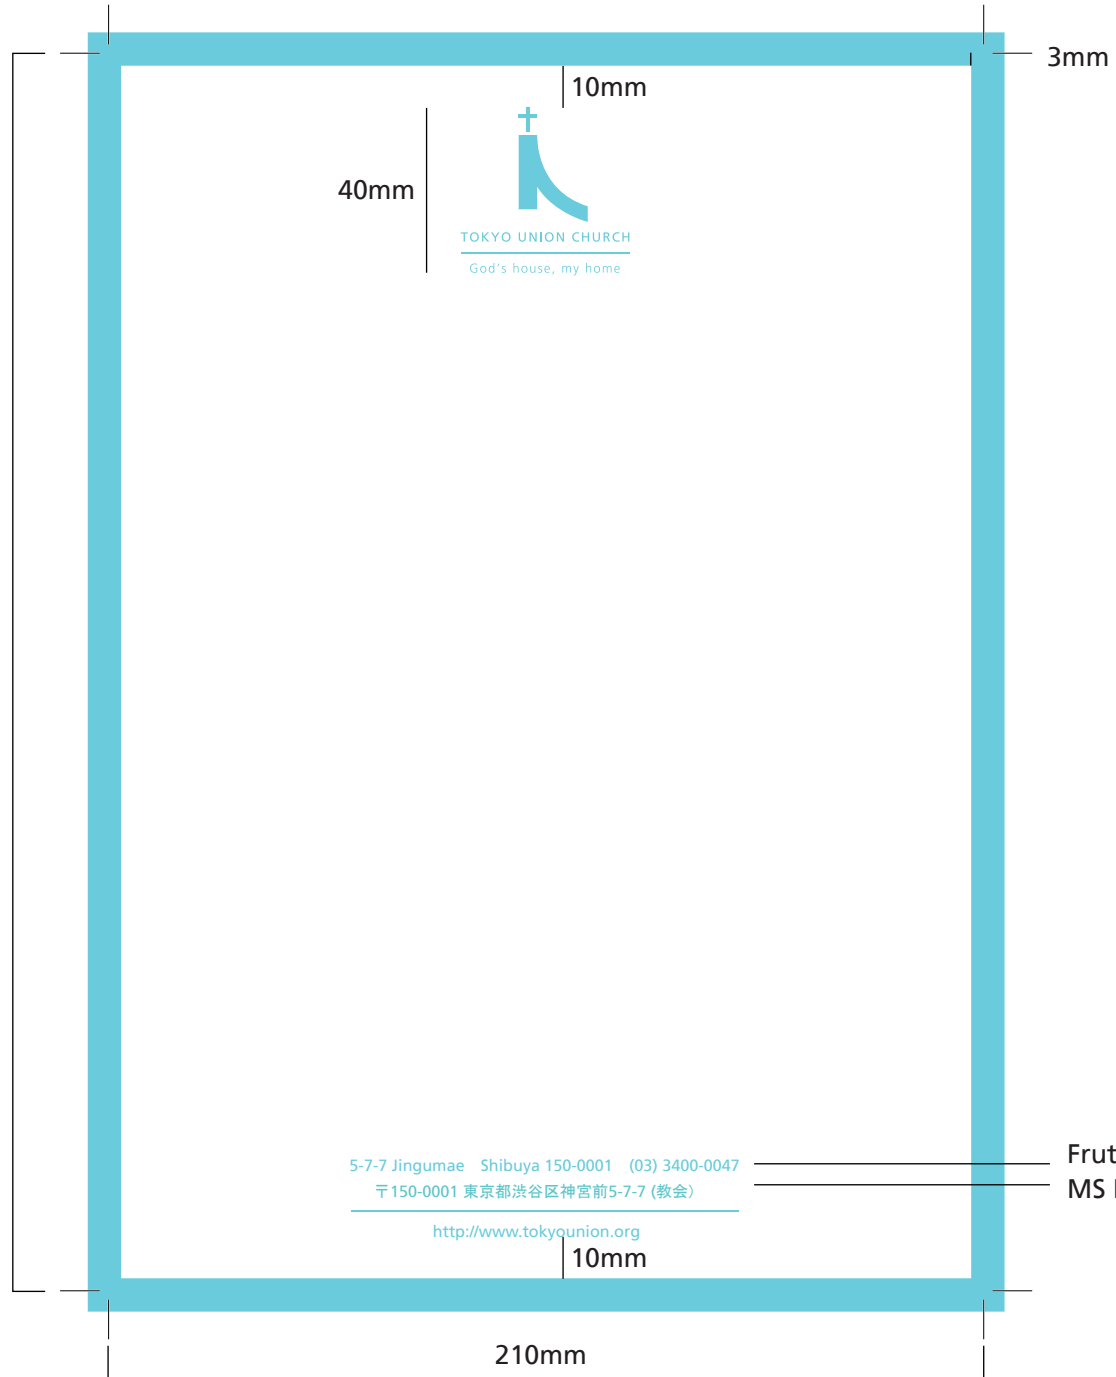 3mm
10mm
40mm
TOKYO UNION CHURCH
God's house, my home
5-7-7 Jingumae Shibuya 150-0001 (03) 3400-0047
〒150-0001 東京都渋谷区神宮前5-7-7 (教会）
Frut
MS
http://www.tokyounion.org
10mm
210mm